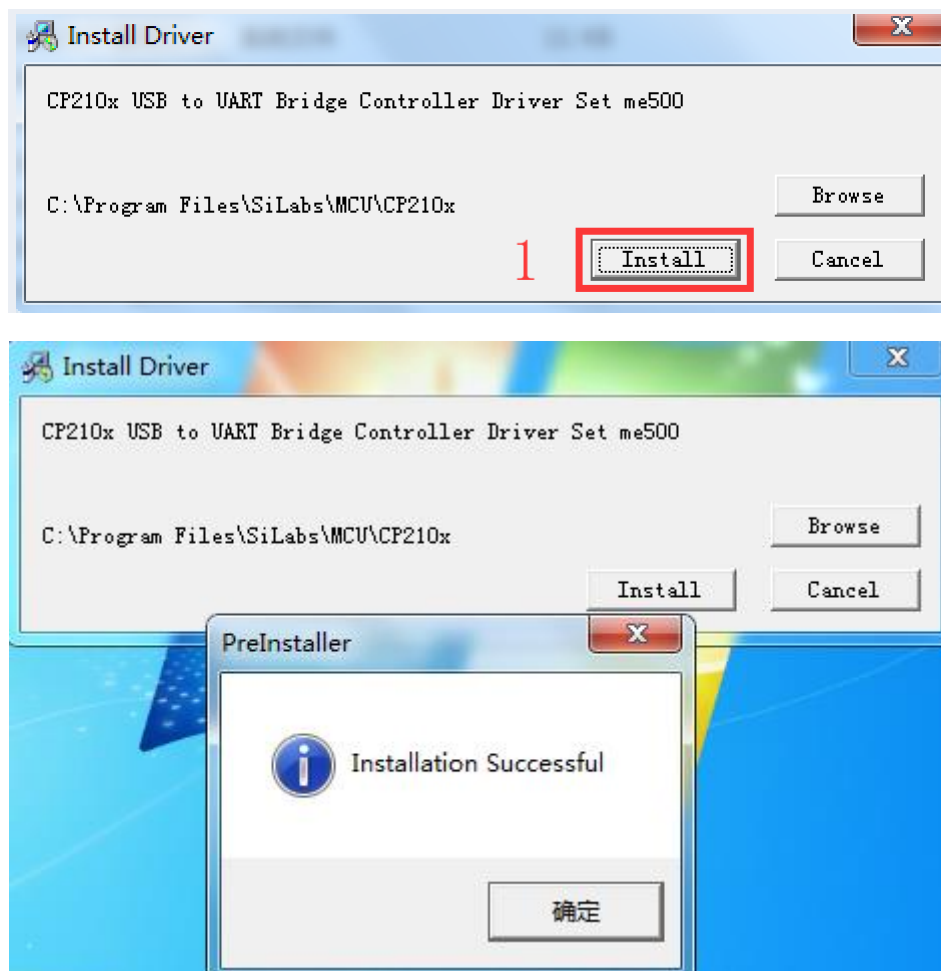 Install Driver
CP210x USB to UART Bridge Controller Driver Set me500
C:\Program Files\SiLabs\MCU\CP210x
Browse
1
Install
Cancel
Install Driver
CP210x USB to UART Bridge Controller Driver Set me500
C:\Program Files\SiLabs\MCU\CP210x
Browse
Install
Cancel
PreInstaller
Installation Successful
确定